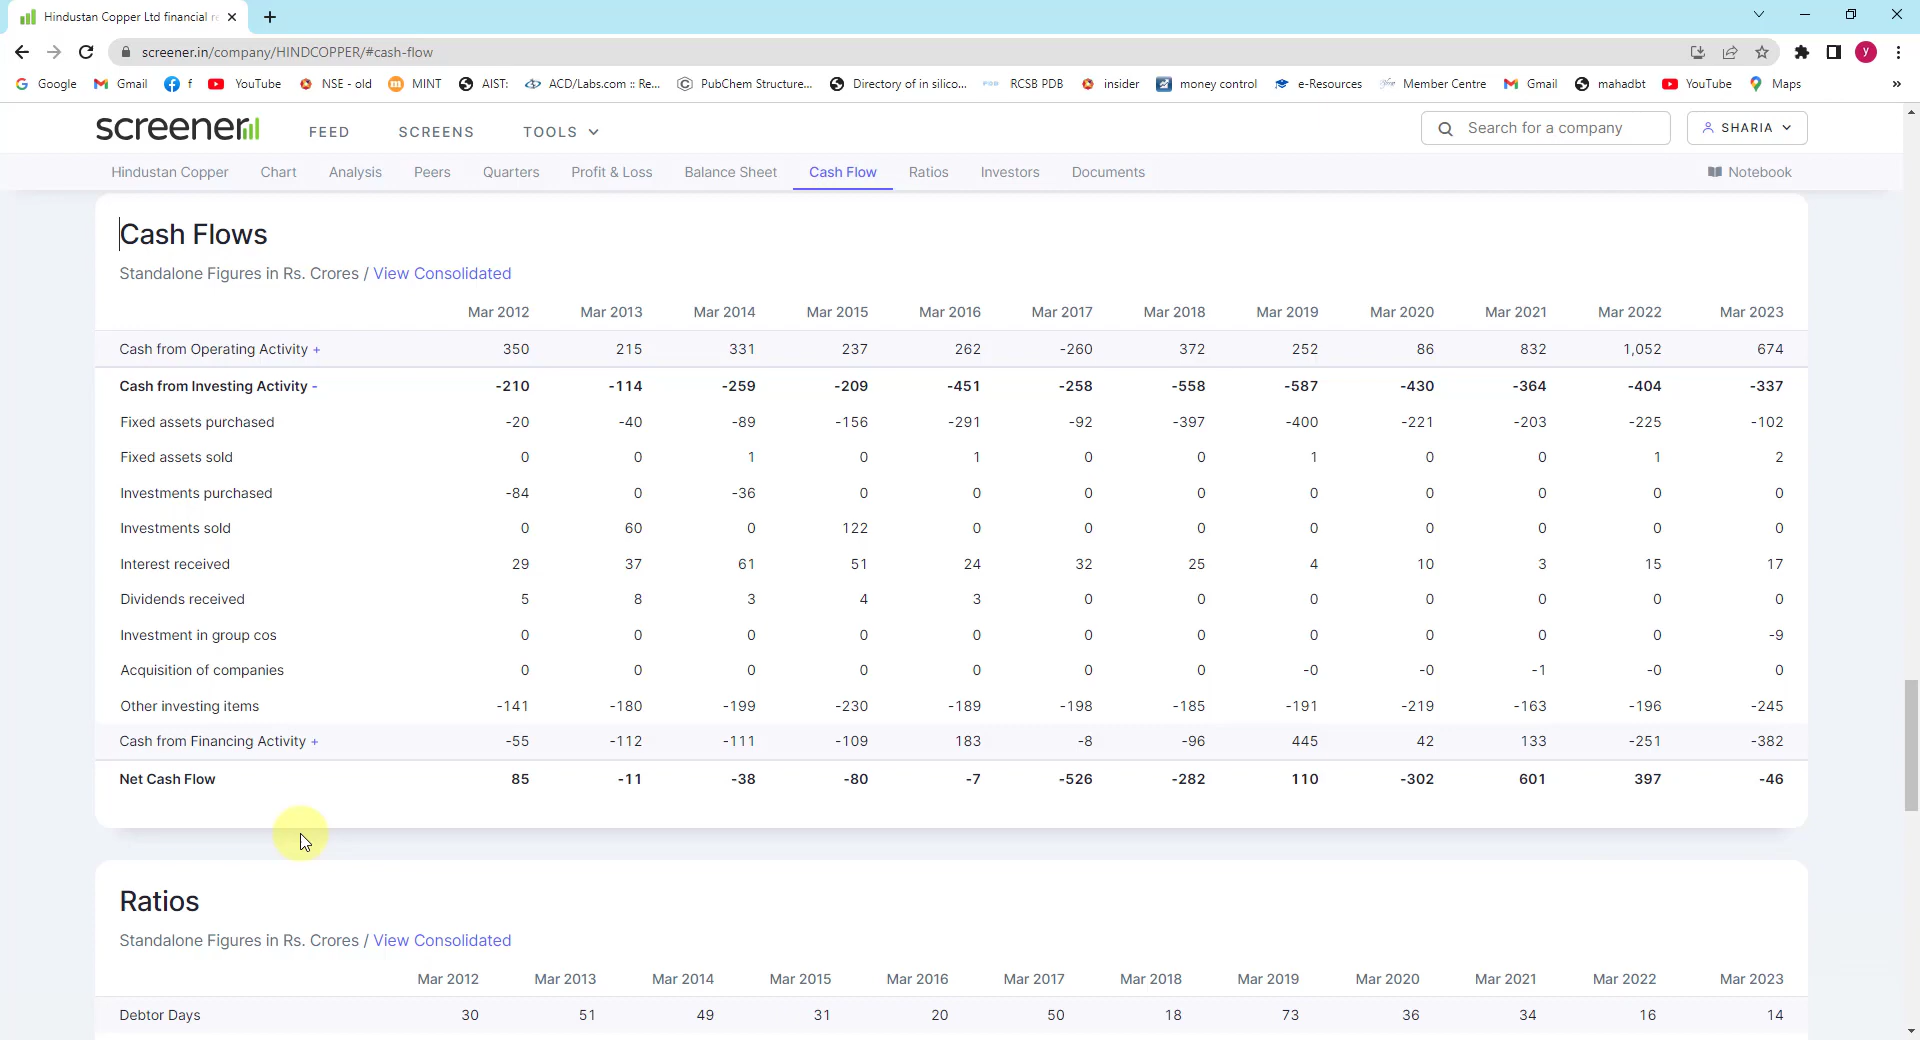 Hindustan Copper Ltd financial re
screener.in/company/HINDCOPPER/#cash-flow
y
Google Gmail f YouTube NSE - old MINT AIST: ACD/Labs.com :: Re... PubChem Structure... Directory of in silico... RCSB PDB insider money control e-Resources Member Centre Gmail mahadbt YouTube Maps »
screener FEED SCREENS TOOLS Search for a company SHARIA
Hindustan Copper Chart Analysis Peers Quarters Profit & Loss Balance Sheet Cash Flow Ratios Investors Documents Notebook
Cash Flows
Standalone Figures in Rs. Crores / View Consolidated
Mar 2012 Mar 2013 Mar 2014 Mar 2015 Mar 2016 Mar 2017 Mar 2018 Mar 2019 Mar 2020 Mar 2021 Mar 2022 Mar 2023
Cash from Operating Activity + 350 215 331 237 262 -260 372 252 86 832 1,052 674
Cash from Investing Activity - -210 -114 -259 -209 -451 -258 -558 -587 -430 -364 -404 -337
Fixed assets purchased -20 -40 -89 -156 -291 -92 -397 -400 -221 -203 -225 -102
Fixed assets sold 0 0 1 0 1 0 0 1 0 0 1 2
Investments purchased -84 0 -36 0 0 0 0 0 0 0 0 0
Investments sold 0 60 0 122 0 0 0 0 0 0 0 0
Interest received 29 37 61 51 24 32 25 4 10 3 15 17
Dividends received 5 8 3 4 3 0 0 0 0 0 0 0
Investment in group cos 0 0 0 0 0 0 0 0 0 0 0 -9
Acquisition of companies 0 0 0 0 0 0 0 -0 -0 -1 -0 0
Other investing items -141 -180 -199 -230 -189 -198 -185 -191 -219 -163 -196 -245
Cash from Financing Activity + -55 -112 -111 -109 183 -8 -96 445 42 133 -251 -382
Net Cash Flow 85 -11 -38 -80 -7 -526 -282 110 -302 601 397 -46
Ratios
Standalone Figures in Rs. Crores / View Consolidated
Mar 2012 Mar 2013 Mar 2014 Mar 2015 Mar 2016 Mar 2017 Mar 2018 Mar 2019 Mar 2020 Mar 2021 Mar 2022 Mar 2023
Debtor Days 30 51 49 31 20 50 18 73 36 34 16 14